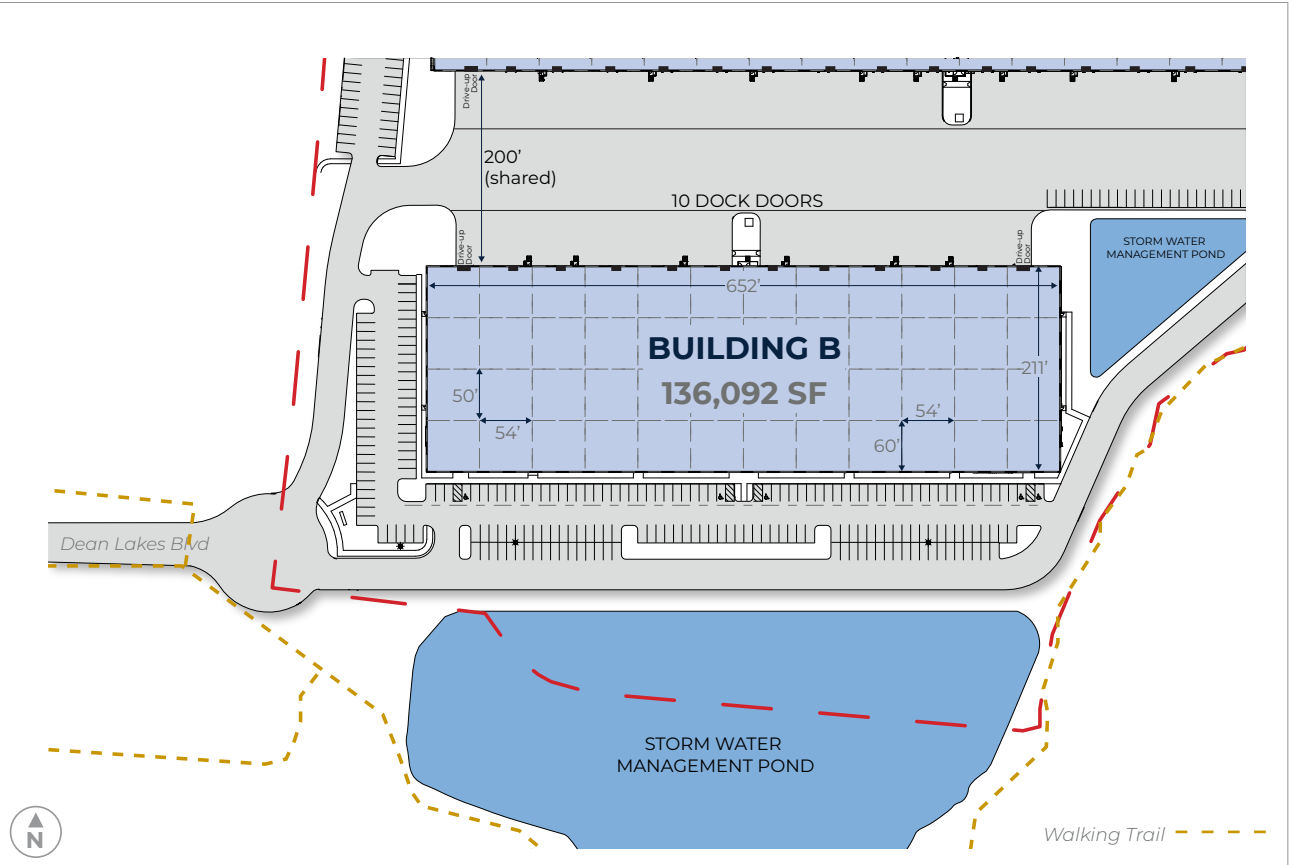 Drive-up
Door
200’
(shared)
10 DOCK DOORS
Drive-up
Door
Drive-up
Door
STORM WATER
MANAGEMENT POND
652’
BUILDING B
136,092 SF
211’
50’
54’
54’
60’
Dean Lakes Blvd
STORM WATER
MANAGEMENT POND
N
Walking Trail